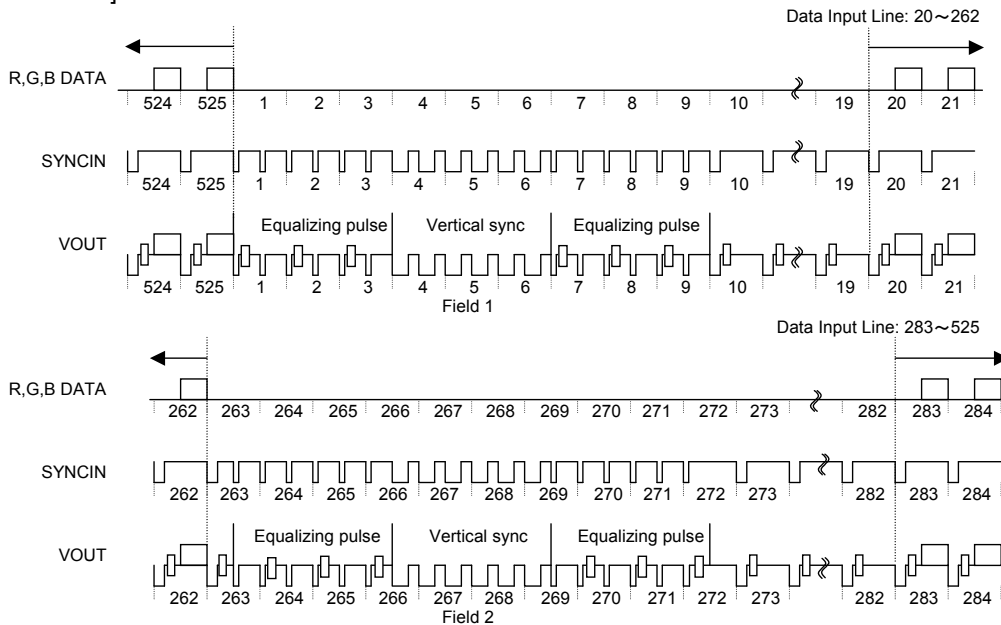 ]
Data Input Line: 20～262
R,G,B DATA
524 525 1 2 3 4 5 6 7 8 9 10 19 20 21
SYNCIN
524 525 1 2 3 4 5 6 7 8 9 10 19 20 21
Equalizing pulse Vertical sync Equalizing pulse
VOUT
524 525 1 2 3 4 5 6 7 8 9 10 19 20 21
Field 1
Data Input Line: 283～525
R,G,B DATA
262 263 264 265 266 267 268 269 270 271 272 273 282 283 284
SYNCIN
262 263 264 265 266 267 268 269 270 271 272 273 282 283 284
Equalizing pulse Vertical sync Equalizing pulse
VOUT
262 263 264 265 266 267 268 269 270 271 272 273 282 283 284
Field 2